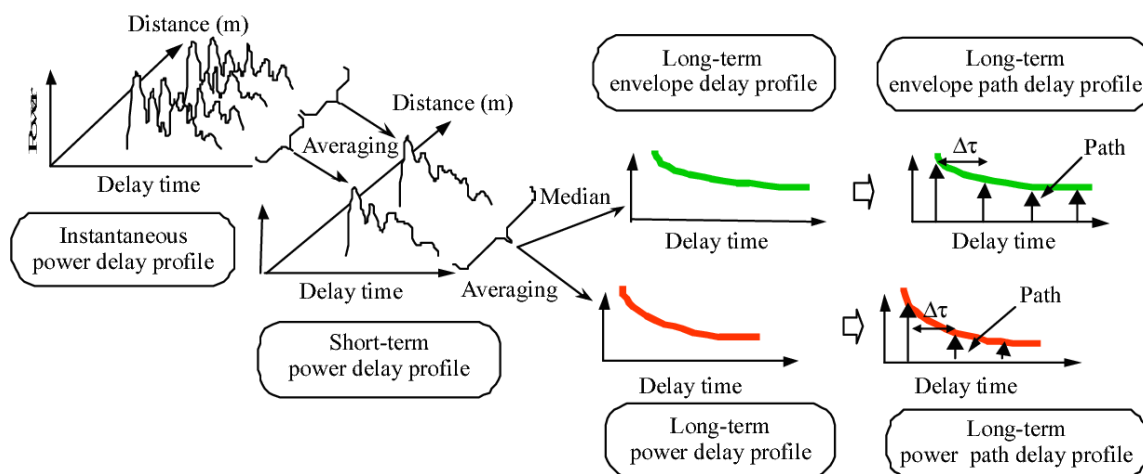 Distance (m)
Power
Delay time
Instantaneous
power delay profile
Averaging
Distance (m)
Delay time
Short-term
power delay profile
Averaging
Median
Long-term
envelope delay profile
Delay time
Long-term
envelope path delay profile
Δτ
Path
Delay time
Delay time
Long-term
power delay profile
Δτ
Path
Delay time
Long-term
power path delay profile